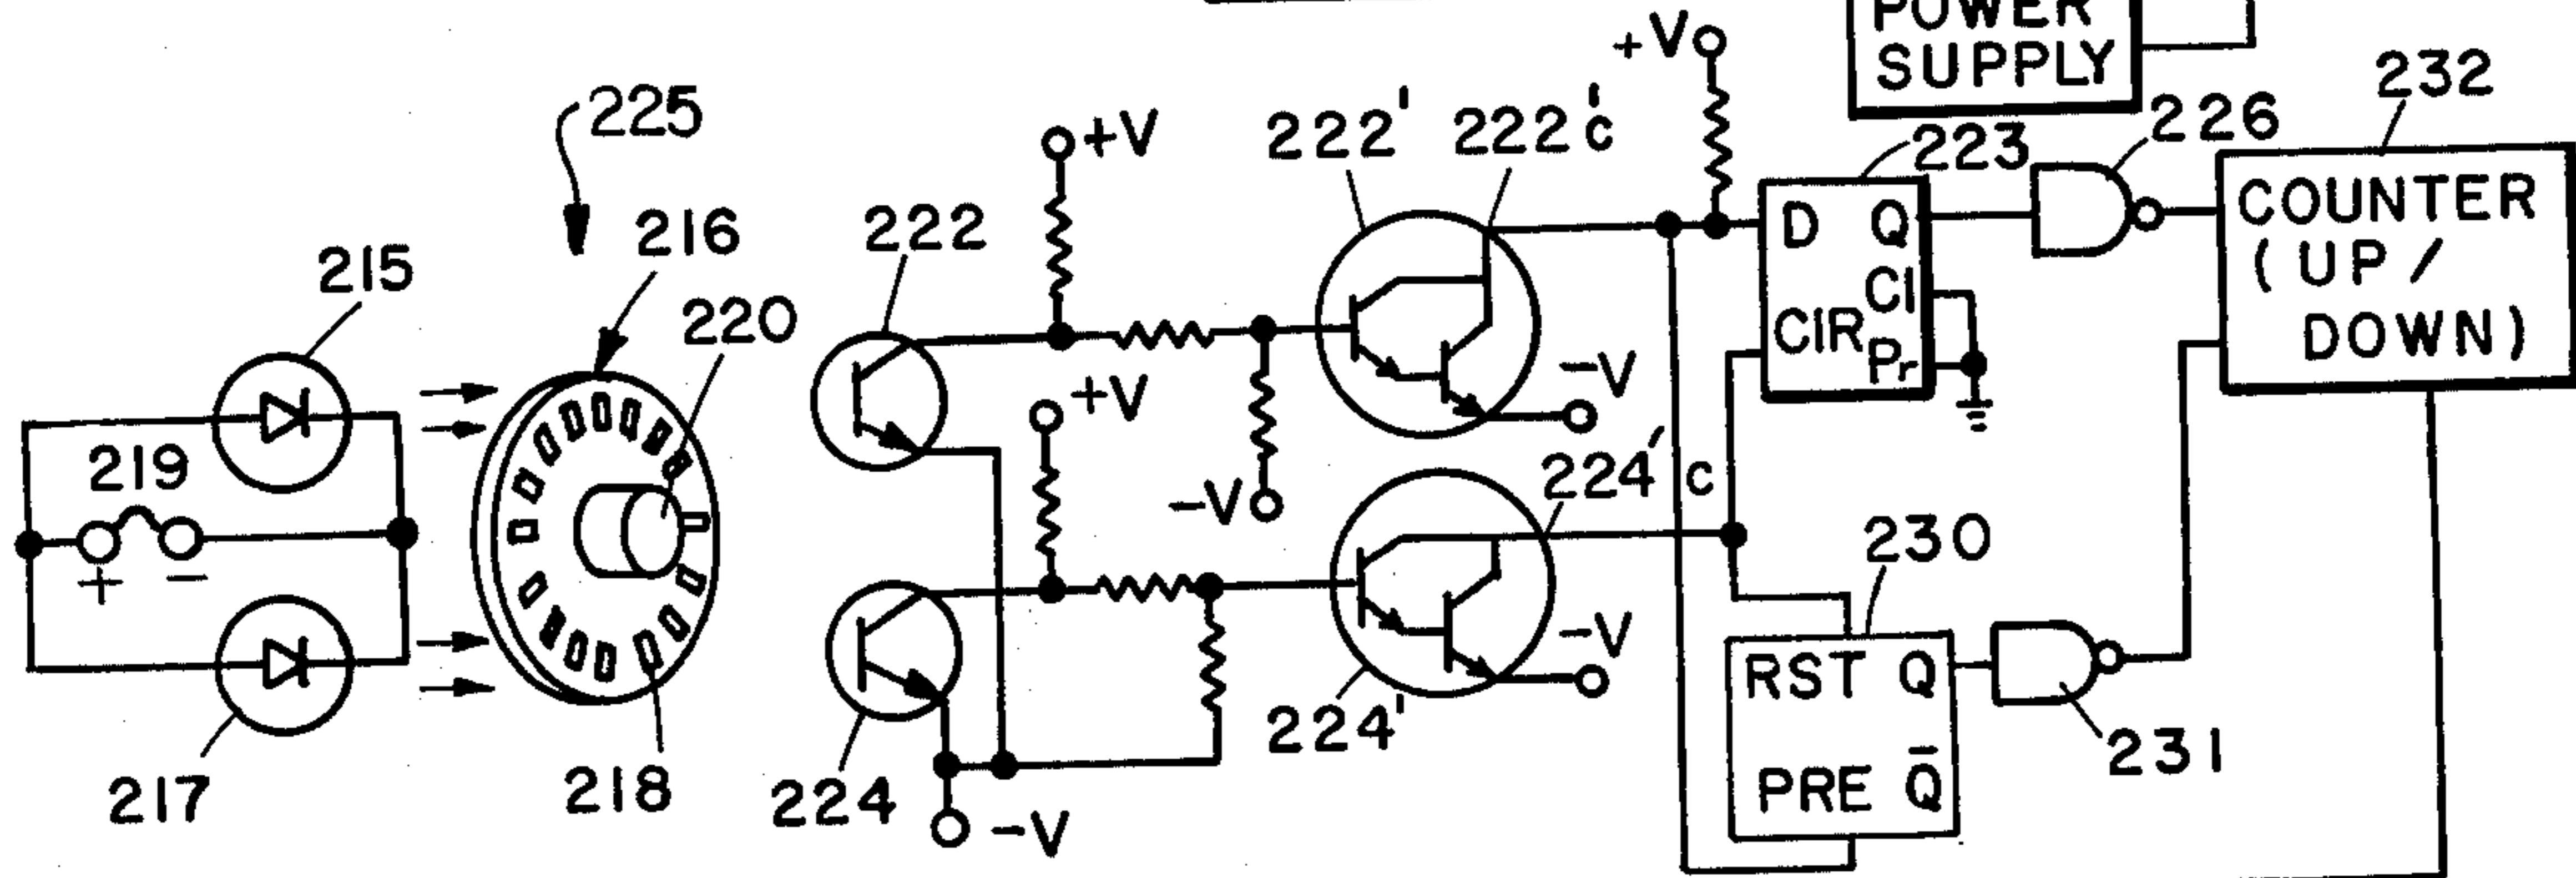 POWER
SUPPLY
+V
232
225
+V
222'
222'c
223
226
216
222
D Q
COUNTER
(UP/
DOWN)
215
220
Cl
CIR
Pr
+V
-V
219
+ -
-V
224'c
230
-V
RST Q
224'
231
217
218
224
PRE Q̅
-V